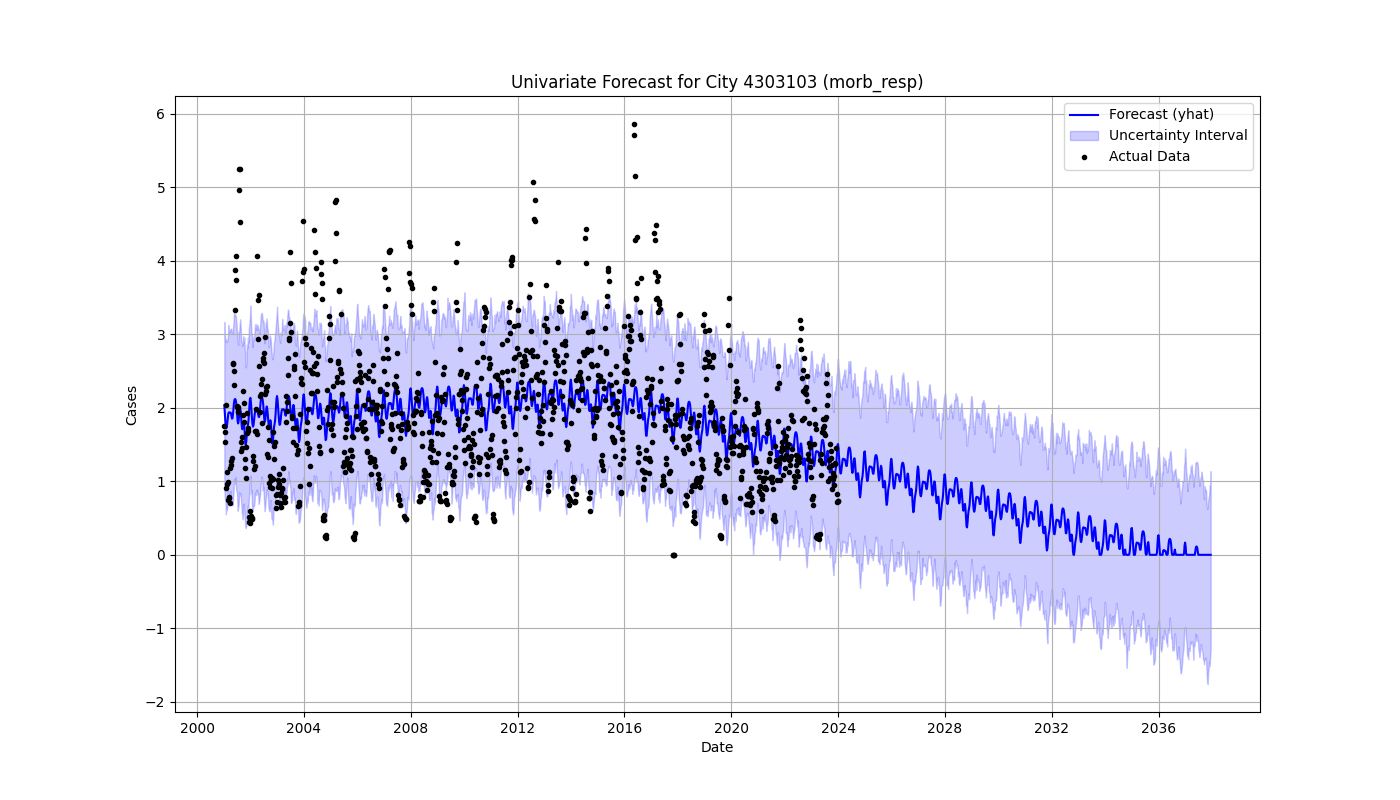 Univariate Forecast for City 4303103 (morb_resp)
Forecast (yhat)
Uncertainty Interval
Actual Data
6
5
4
3
2
1
0
−1
−2
Cases
2000 2004 2008 2012 2016 2020 2024 2028 2032 2036
Date